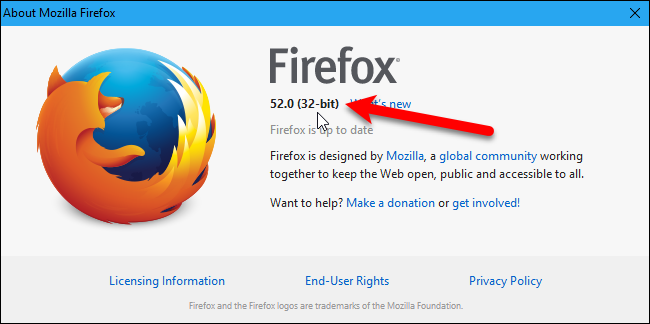 About Mozilla Firefox
Firefox
52.0 (32-bit) What's new
Firefox is up to date
Firefox is designed by Mozilla, a global community working
together to keep the Web open, public and accessible to all.
Want to help? Make a donation or get involved!
Licensing Information End-User Rights Privacy Policy
Firefox and the Firefox logos are trademarks of the Mozilla Foundation.